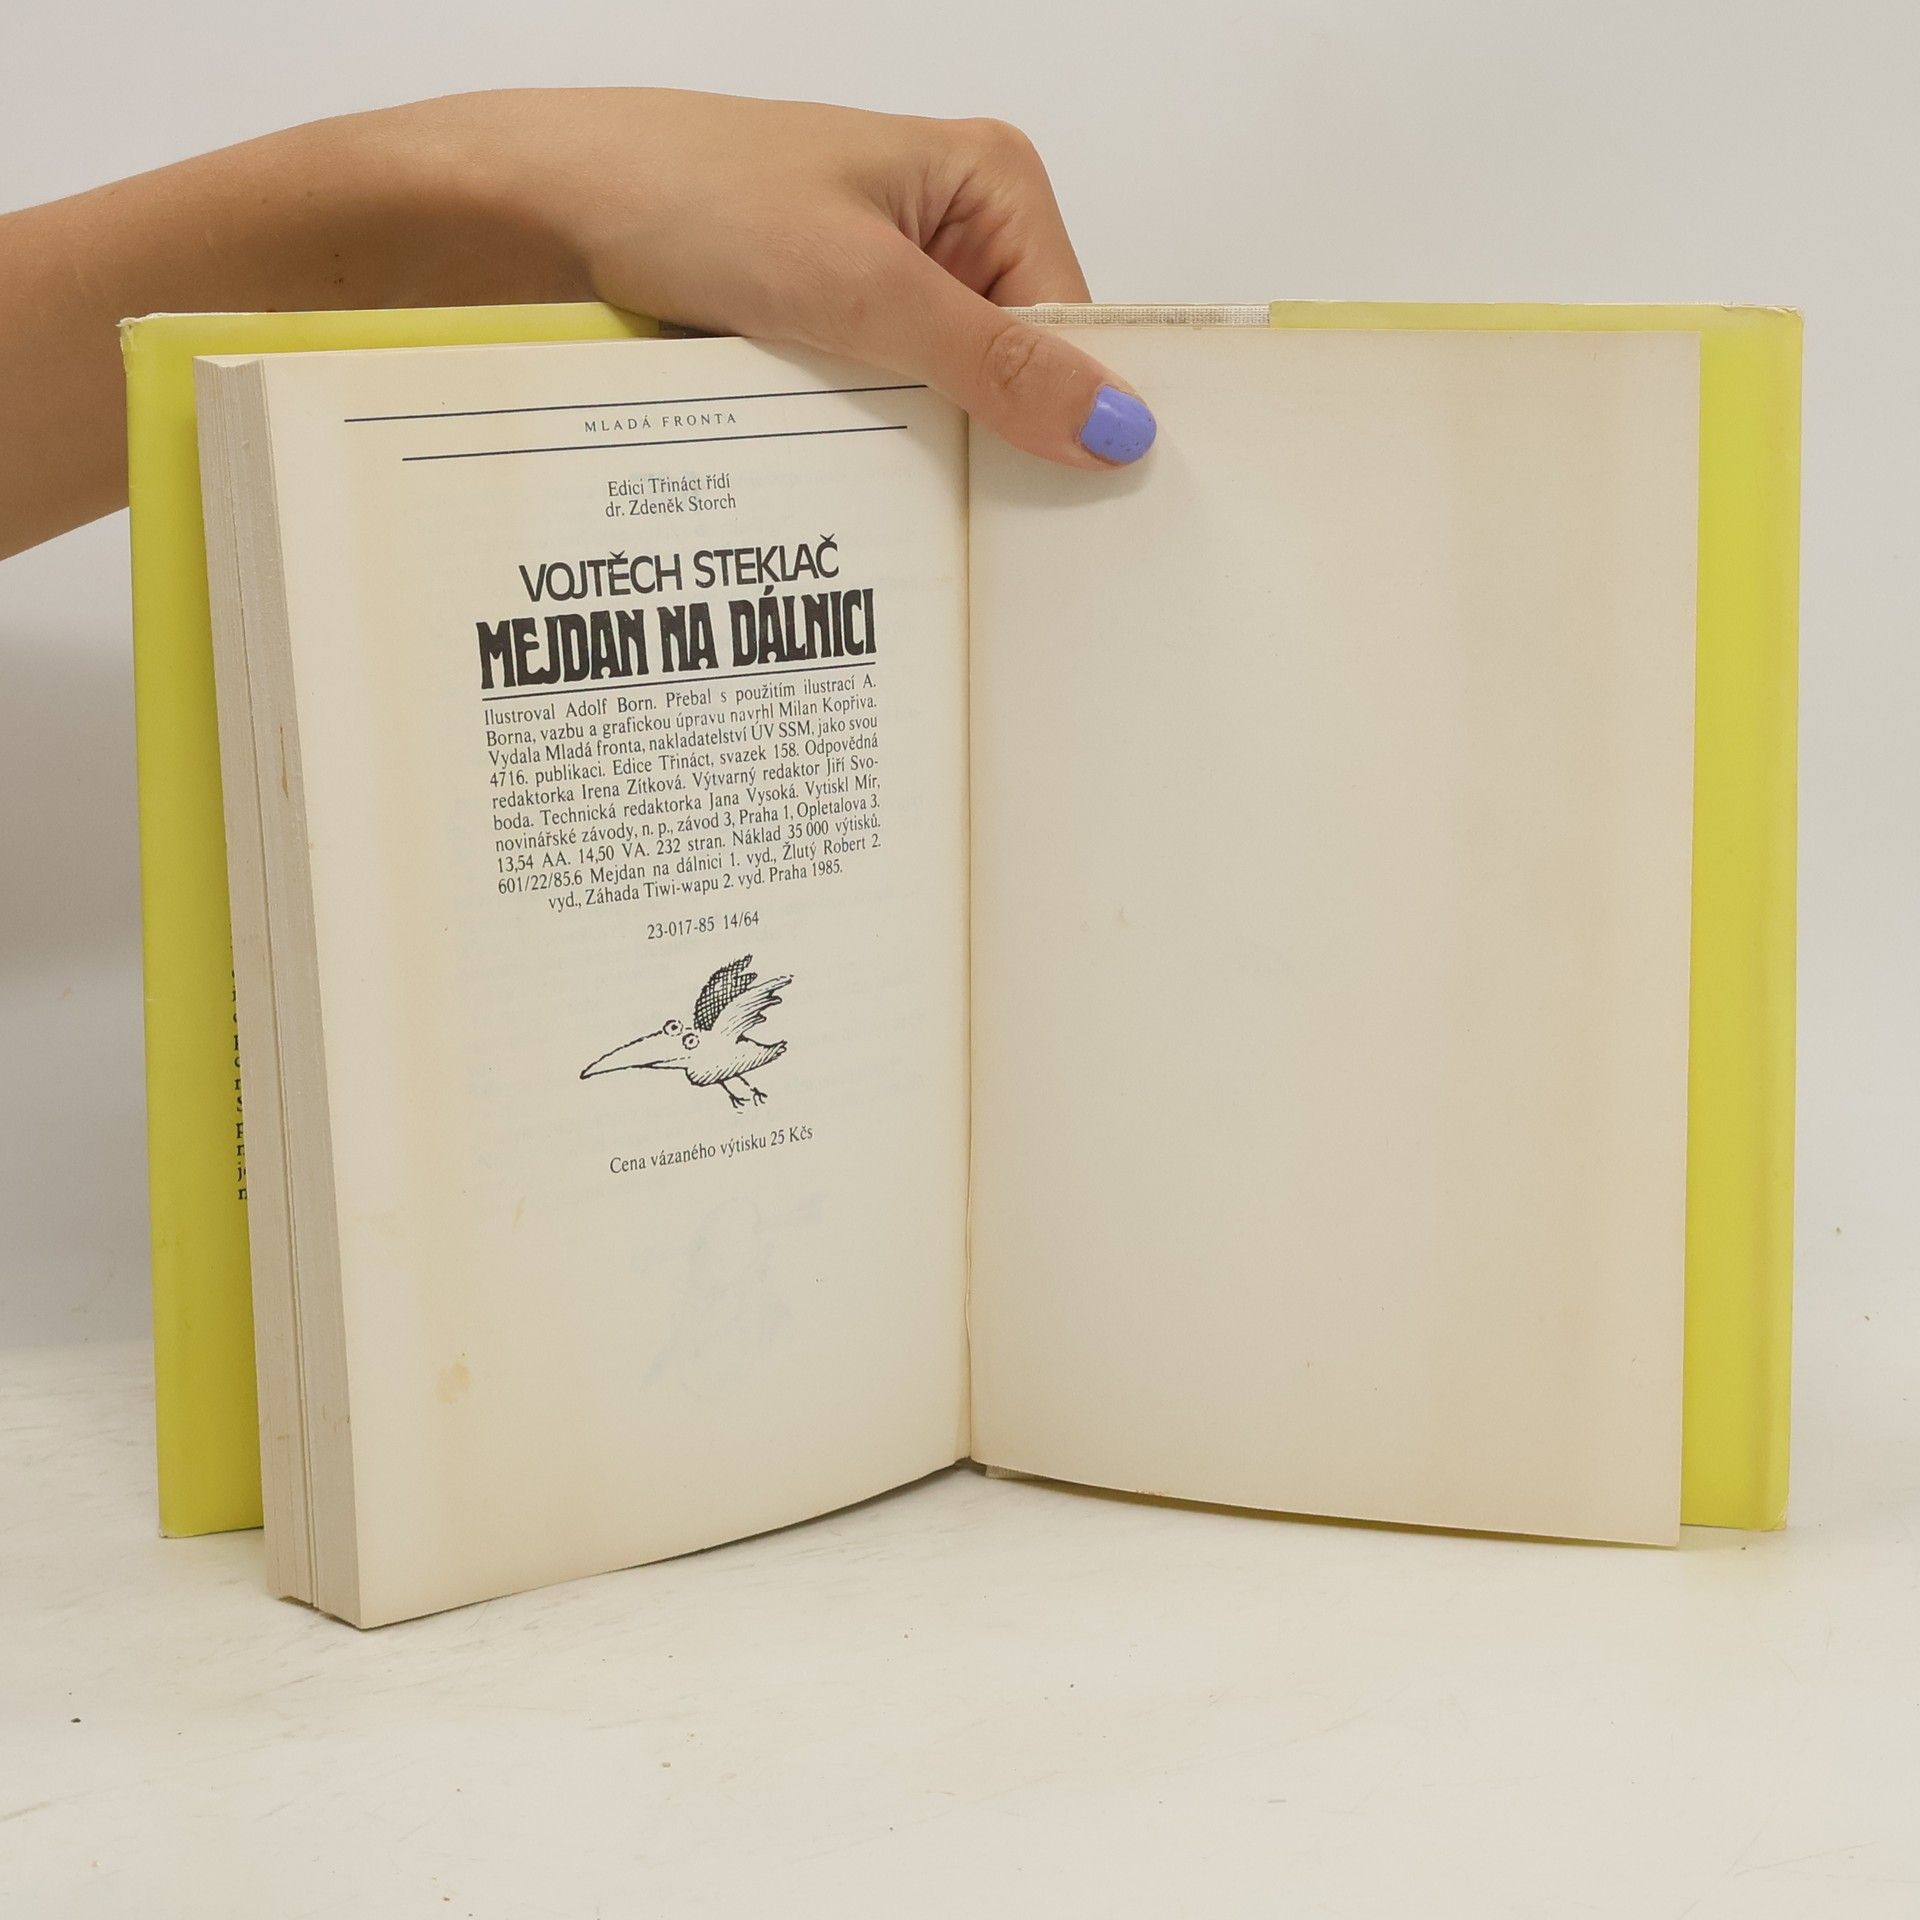 MLADÁ FRONTA
Edici Třináct řídí
dr. Zdeněk Storch
VOJTĚCH STEKLAČ
MEJDAN NA DÁLNICI
Ilustroval Adolf Born. Přebal s použitím ilustrací A.
Borna, vazbu a grafickou úpravu navrhl Milan Kopřiva.
Vydala Mladá fronta, nakladatelství ÚV SSM, jako svou
4716. publikaci. Edice Třináct, svazek 158. Odpovědná
redaktorka Irena Zítková. Výtvarný redaktor Jiří Svo-
boda. Technická redaktorka Jana Vysoká. Vytiskl Mír,
novinářské závody, n. p., závod 3, Praha 1, Opletalova 3.
13,54 AA. 14,50 VA. 232 stran. Náklad 35 000 výtisků.
601/22/85.6 Mejdan na dálnici 1. vyd., Žlutý Robert 2.
vyd., Záhada Tiwi-wapu 2. vyd. Praha 1985.
23-017-85 14/64
Cena vázaného výtisku 25 Kčs